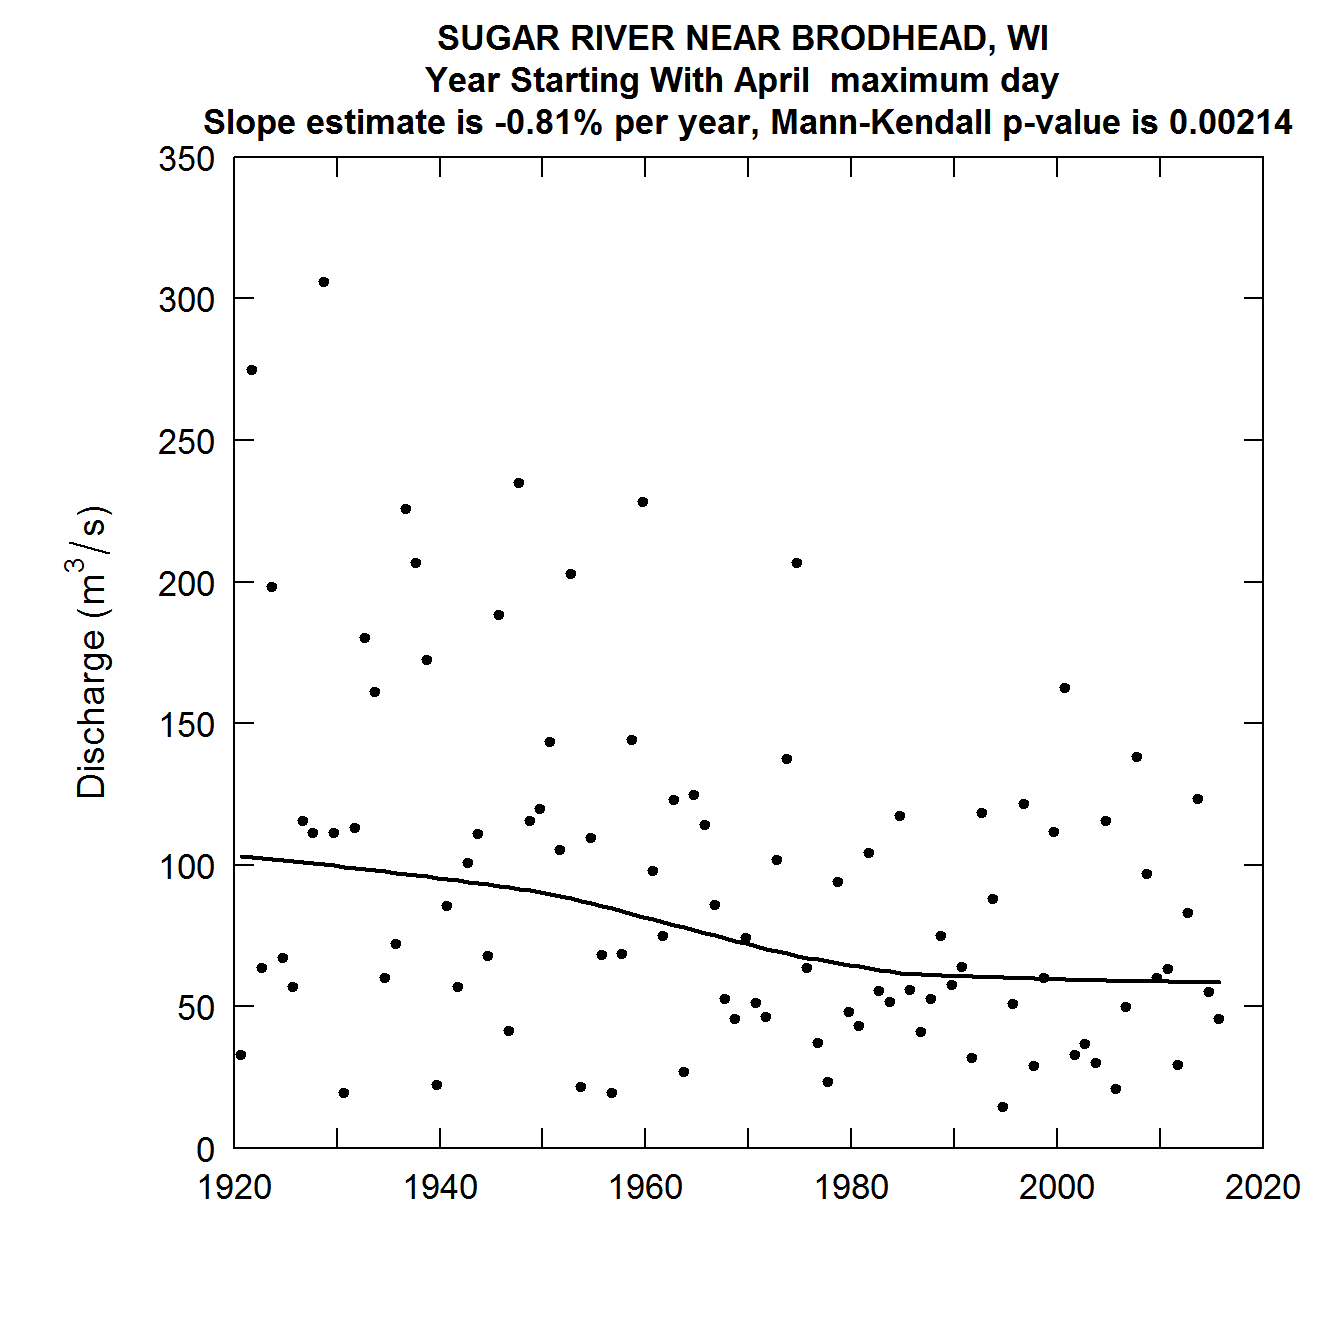 SUGAR RIVER NEAR BRODHEAD, WI
Year Starting With April  maximum day
Slope estimate is -0.81% per year, Mann-Kendall p-value is 0.00214
350
300
250
200
150
100
50
0
Discharge (m³/s)
1920 1940 1960 1980 2000 2020